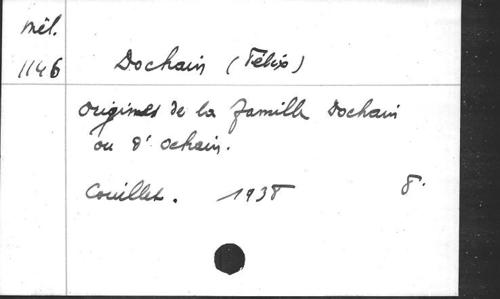 Mél.
1146
Dochain (Félix)
Origines de la famille Dochain
ou d'Ochain.
Couillet. 1938 8°.